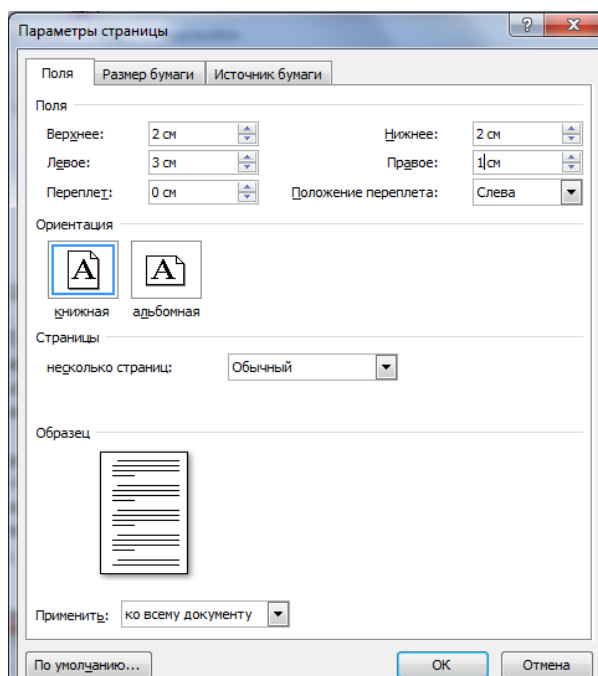 Параметры страницы
Поля Размер бумаги Источник бумаги
Поля
Верхнее: 2 см Нижнее: 2 см
Левое: 3 см Правое: 1 см
Переплет: 0 см Положение переплета: Слева
Ориентация
A A
книжная альбомная
Страницы
несколько страниц: Обычный
Образец
Применить: ко всему документу
По умолчанию... ОК Отмена